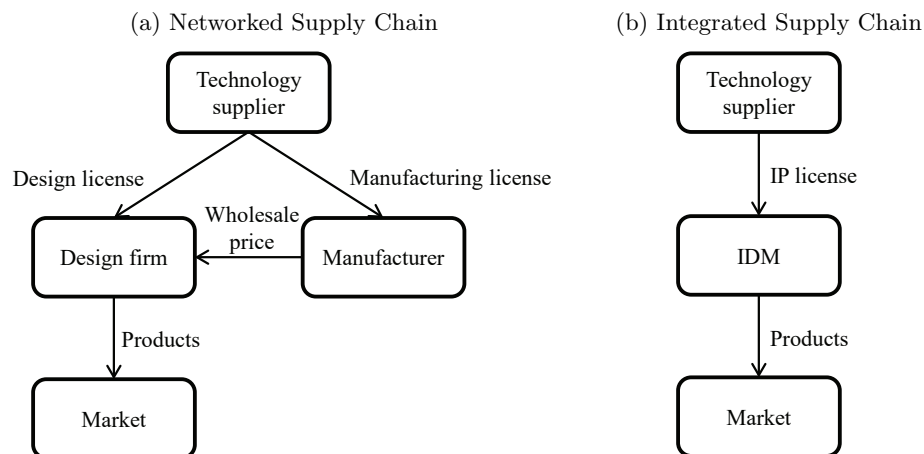 (a) Networked Supply Chain
Technology
supplier
Design license
Manufacturing license
Wholesale
price
Design firm
Manufacturer
Products
Market
(b) Integrated Supply Chain
Technology
supplier
IP license
IDM
Products
Market